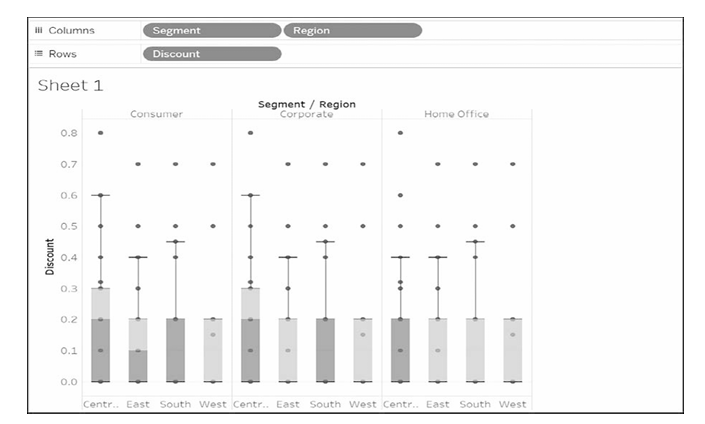 Columns Segment Region
Rows Discount
Sheet 1
Segment / Region
Consumer Corporate Home Office
0.8
0.7
0.6
0.5
0.4
0.3
0.2
0.1
0.0
Discount
Centr.. East South West Centr.. East South West Centr.. East South West